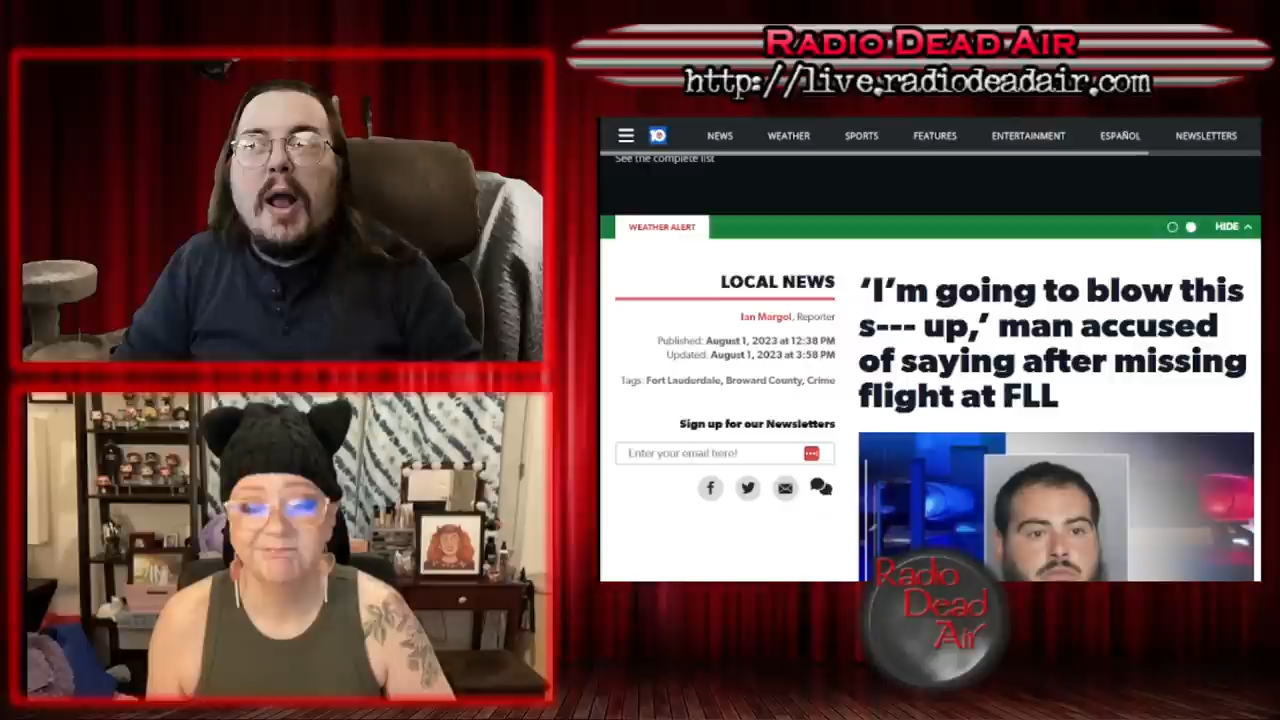 RADIO DEAD AIR
http://live.radiodeadair.com
10 NEWS WEATHER SPORTS FEATURES ENTERTAINMENT ESPAÑOL NEWSLETTERS
See the complete list
WEATHER ALERT HIDE
LOCAL NEWS
Ian Margol, Reporter
Published: August 1, 2023 at 12:38 PM
Updated: August 1, 2023 at 3:58 PM
Tags: Fort Lauderdale, Broward County, Crime
Sign up for our Newsletters
Enter your email here!
‘I’m going to blow this
s--- up,’ man accused
of saying after missing
flight at FLL
Radio
Dead
Air